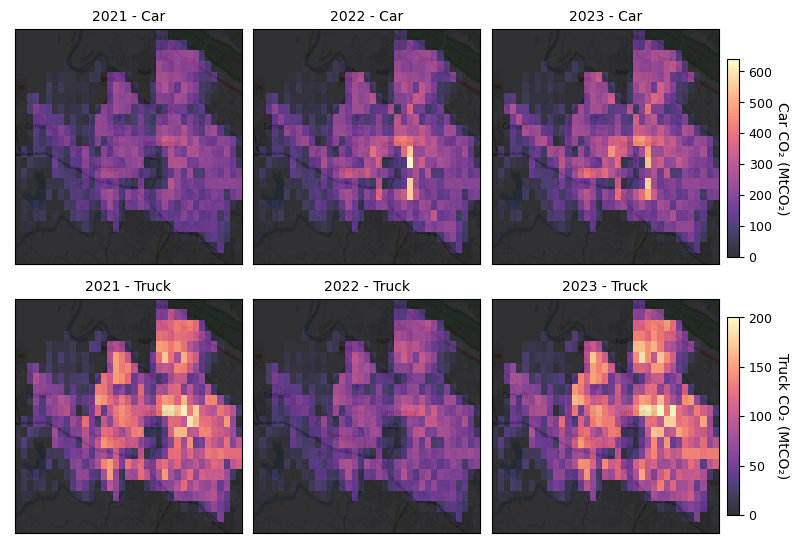 2021 - Car
2022 - Car
2023 - Car
600
500
400
300
200
100
0
Car CO₂ (MtCO₂)
2021 - Truck
2022 - Truck
2023 - Truck
200
150
100
50
0
Truck CO₂ (MtCO₂)